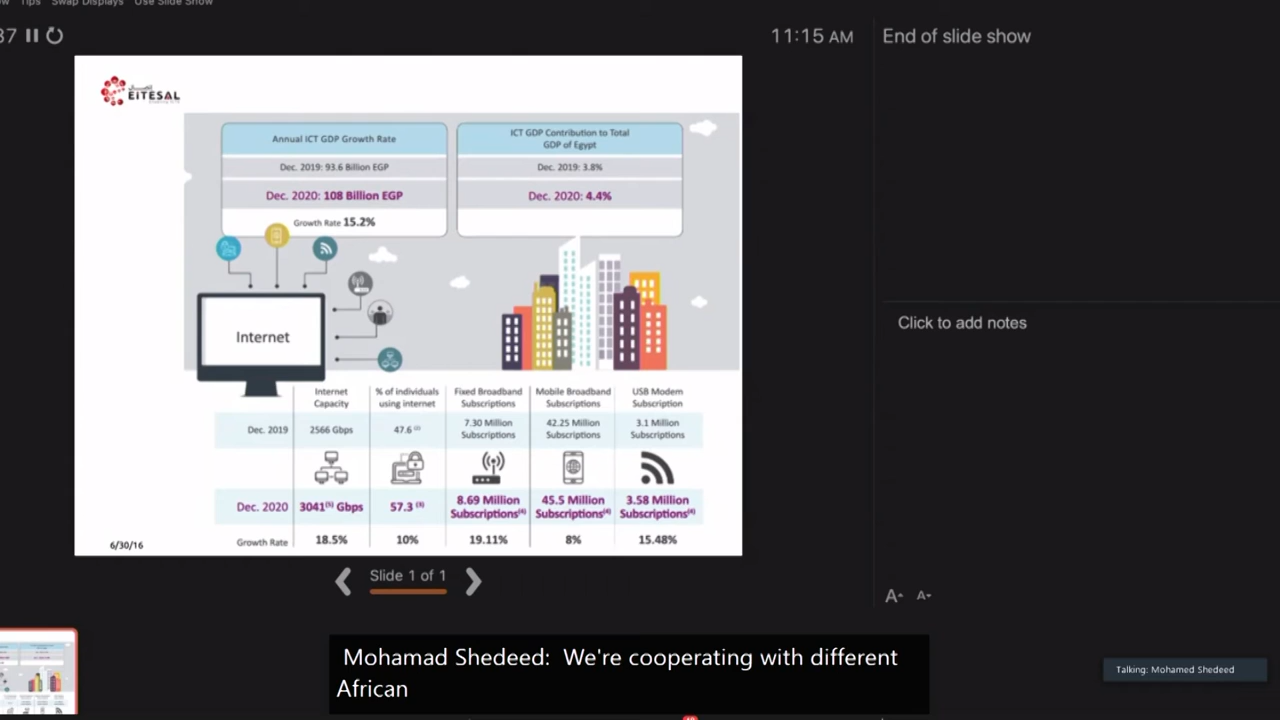 Tips Swap Displays Use Slide Show
37
11:15 AM
End of slide show
EiTESAL
Annual ICT GDP Growth Rate
Dec. 2019: 93.6 Billion EGP
Dec. 2020: 108 Billion EGP
Growth Rate 15.2%
ICT GDP Contribution to Total
GDP of Egypt
Dec. 2019: 3.8%
Dec. 2020: 4.4%
Internet
Click to add notes
Internet Capacity % of individuals using internet Fixed Broadband Subscriptions Mobile Broadband Subscriptions USB Modem Subscription
Dec. 2019 2566 Gbps 47.6 7.30 Million Subscriptions 42.25 Million Subscriptions 3.1 Million Subscriptions
Dec. 2020 3041(5) Gbps 57.3 (3) 8.69 Million Subscriptions(4) 45.5 Million Subscriptions(4) 3.58 Million Subscriptions(4)
Growth Rate 18.5% 10% 19.11% 8% 15.48%
6/30/16
Slide 1 of 1
A A
Mohamad Shedeed: We're cooperating with different
African
Talking: Mohamed Shedeed